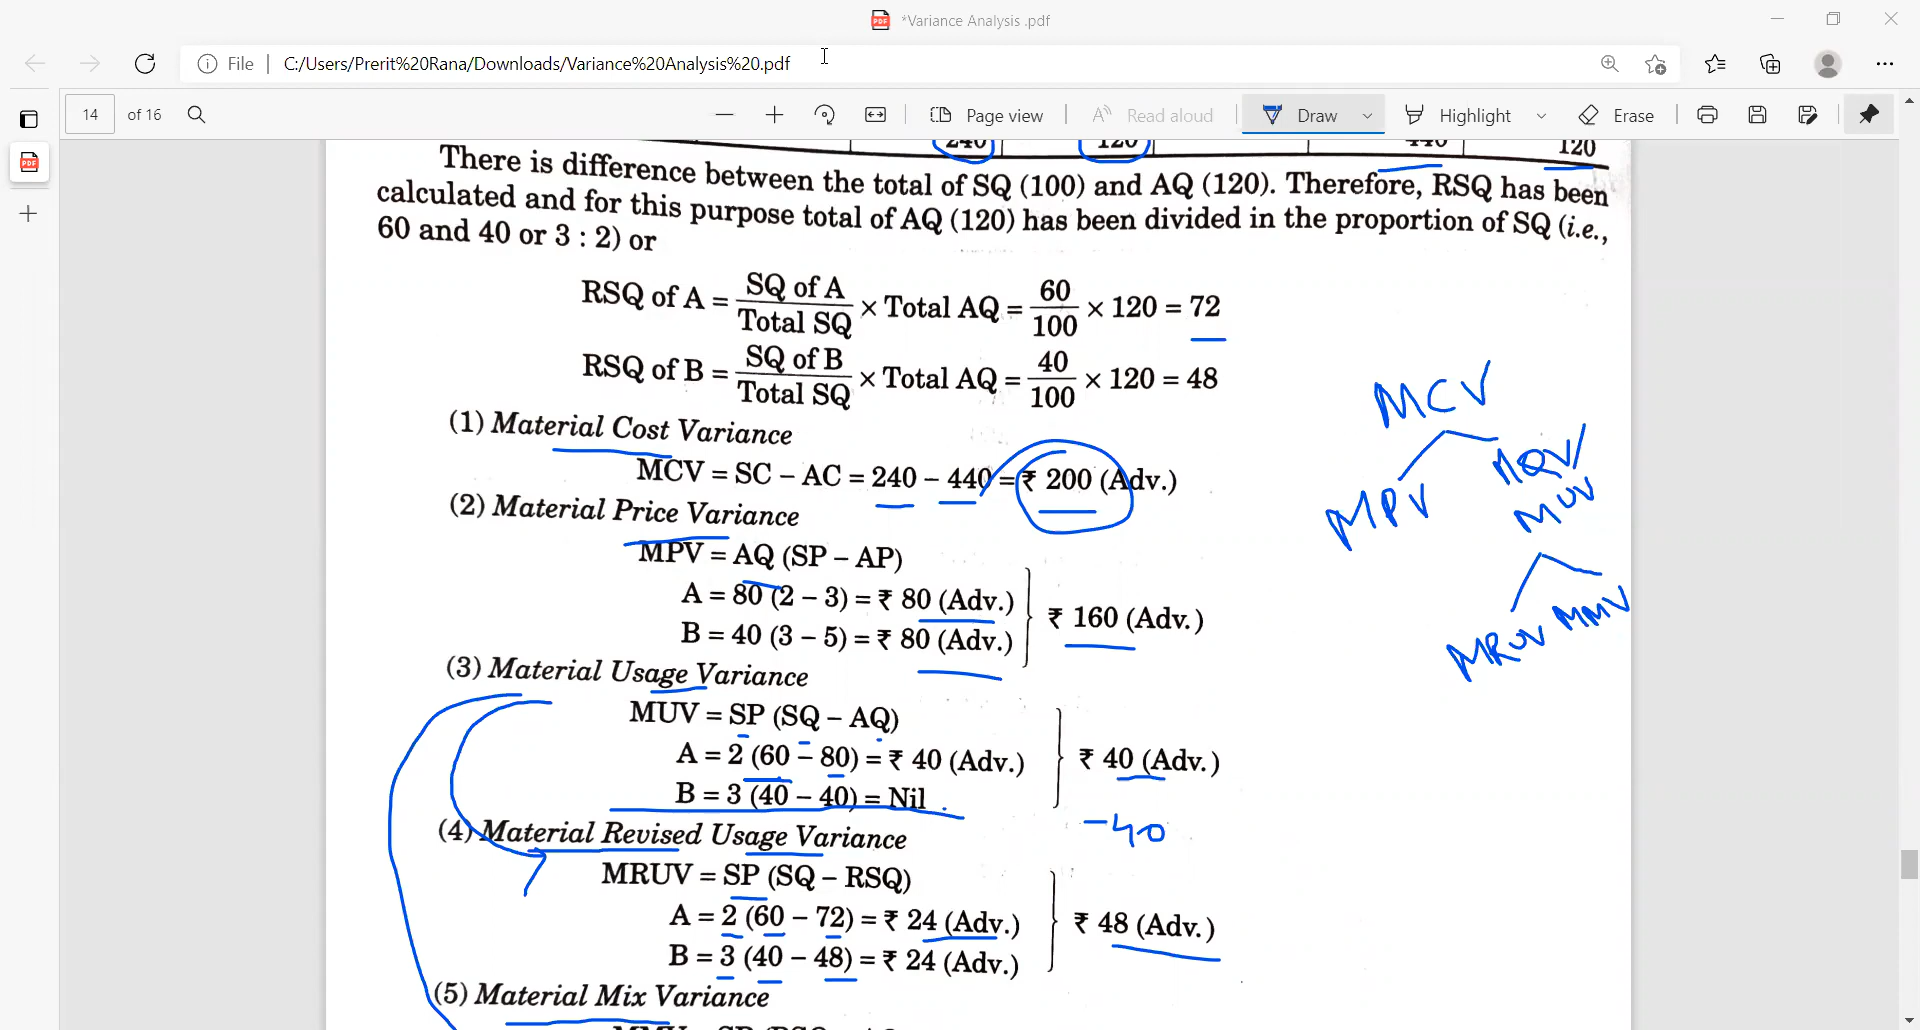 *Variance Analysis .pdf
File C:/Users/Prerit%20Rana/Downloads/Variance%20Analysis%20.pdf
14 of 16 Page view Read aloud Draw Highlight Erase
240 120 440 120
There is difference between the total of SQ (100) and AQ (120). Therefore, RSQ has been
calculated and for this purpose total of AQ (120) has been divided in the proportion of SQ (i.e.,
60 and 40 or 3 : 2) or
RSQ of A = SQ of A / Total SQ × Total AQ = 60 / 100 × 120 = 72
RSQ of B = SQ of B / Total SQ × Total AQ = 40 / 100 × 120 = 48
(1) Material Cost Variance
MCV = SC – AC = 240 – 440 = ₹ 200 (Adv.)
(2) Material Price Variance
MPV = AQ (SP – AP)
A = 80 (2 – 3) = ₹ 80 (Adv.)
B = 40 (3 – 5) = ₹ 80 (Adv.)
₹ 160 (Adv.)
(3) Material Usage Variance
MUV = SP (SQ – AQ)
A = 2 (60 – 80) = ₹ 40 (Adv.)
B = 3 (40 – 40) = Nil
₹ 40 (Adv.)
–40
(4) Material Revised Usage Variance
MRUV = SP (SQ – RSQ)
A = 2 (60 – 72) = ₹ 24 (Adv.)
B = 3 (40 – 48) = ₹ 24 (Adv.)
₹ 48 (Adv.)
(5) Material Mix Variance
MCV
MPV
MQV/
MUV
MRUV MMV